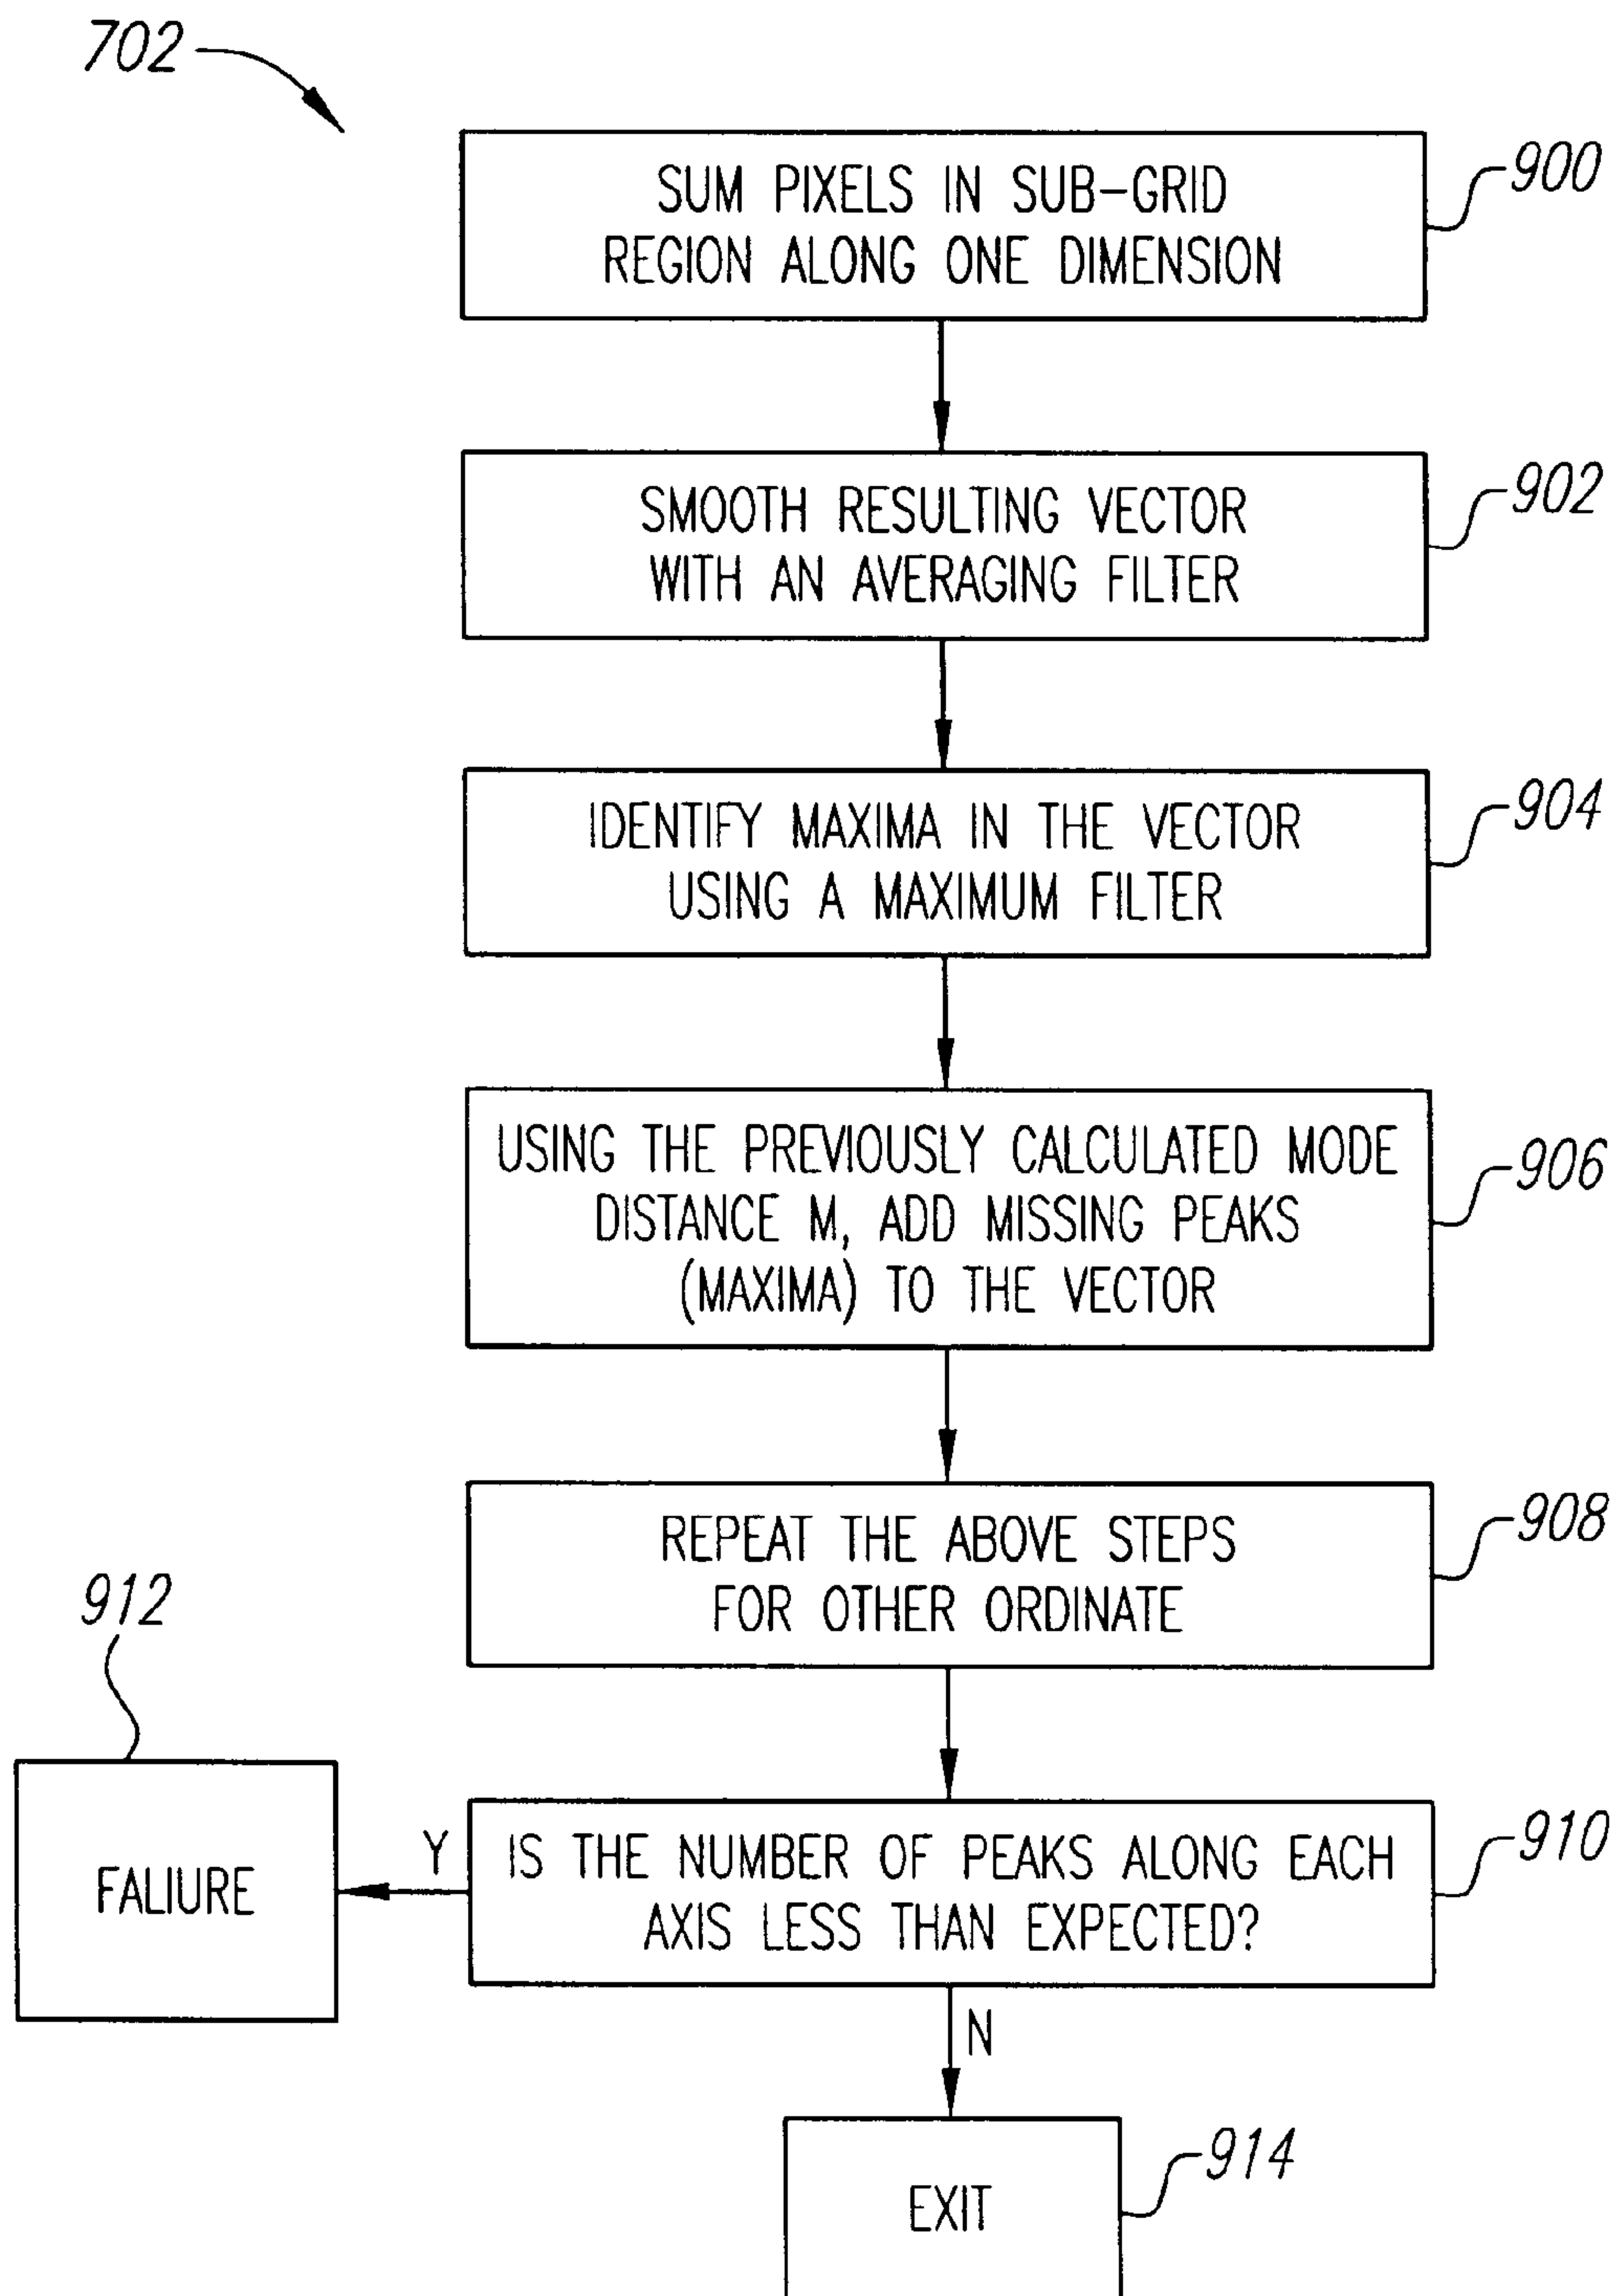 702
SUM PIXELS IN SUB-GRID
REGION ALONG ONE DIMENSION
900
SMOOTH RESULTING VECTOR
WITH AN AVERAGING FILTER
902
IDENTIFY MAXIMA IN THE VECTOR
USING A MAXIMUM FILTER
904
USING THE PREVIOUSLY CALCULATED MODE
DISTANCE M, ADD MISSING PEAKS
(MAXIMA) TO THE VECTOR
906
REPEAT THE ABOVE STEPS
FOR OTHER ORDINATE
908
912
FALIURE
Y
IS THE NUMBER OF PEAKS ALONG EACH
AXIS LESS THAN EXPECTED?
910
N
EXIT
914